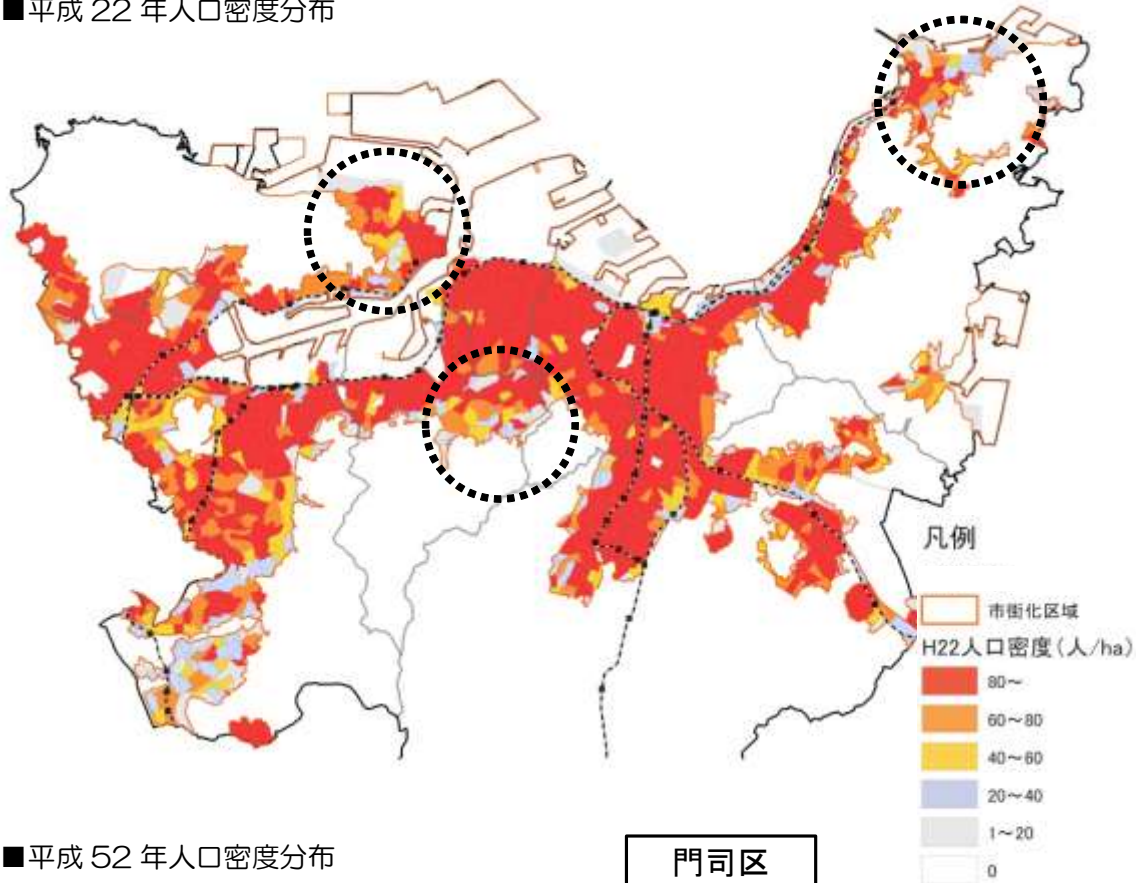 ■平成 22 年人口密度分布
凡例
市街化区域
H22人口密度(人/ha)
80～
60～80
40～60
20～40
1～20
0
■平成 52 年人口密度分布
門司区